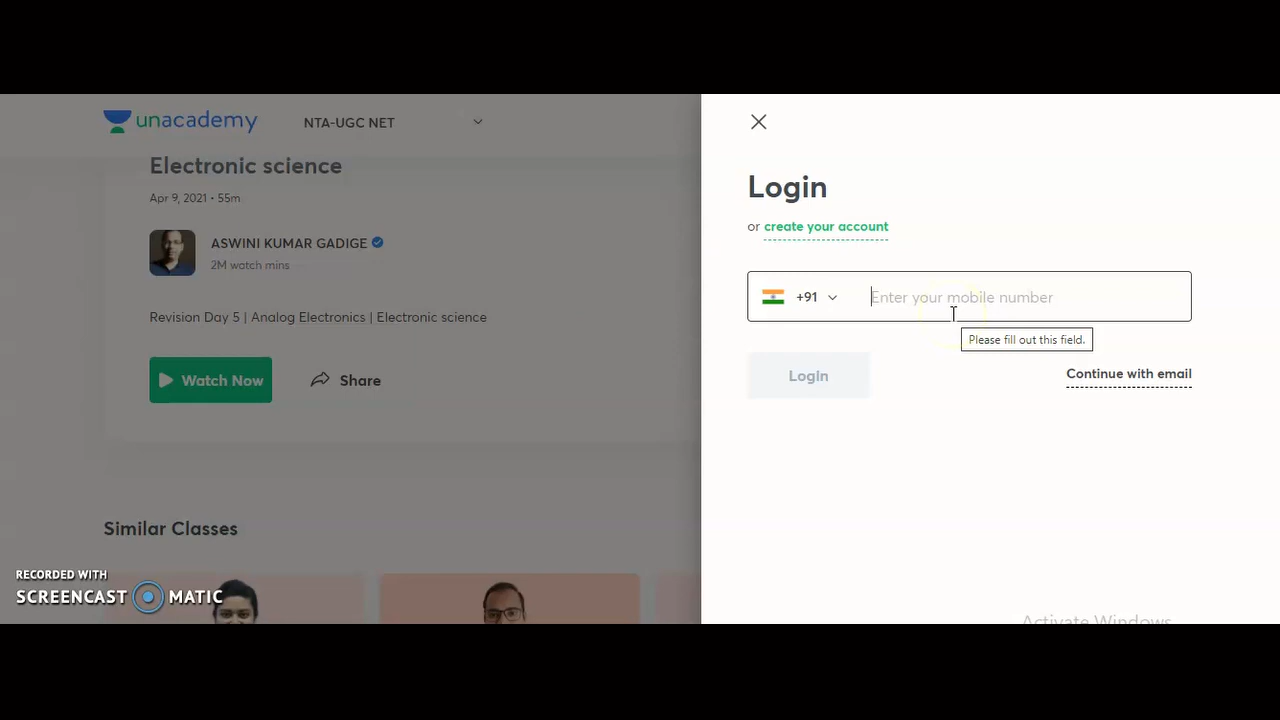 unacademy
NTA-UGC NET
Electronic science
Apr 9, 2021 • 55m
ASWINI KUMAR GADIGE
2M watch mins
Revision Day 5 | Analog Electronics | Electronic science
Watch Now
Share
Similar Classes
RECORDED WITH
SCREENCAST MATIC
Login
or create your account
+91
Enter your mobile number
Please fill out this field.
Login
Continue with email
Activate Windows